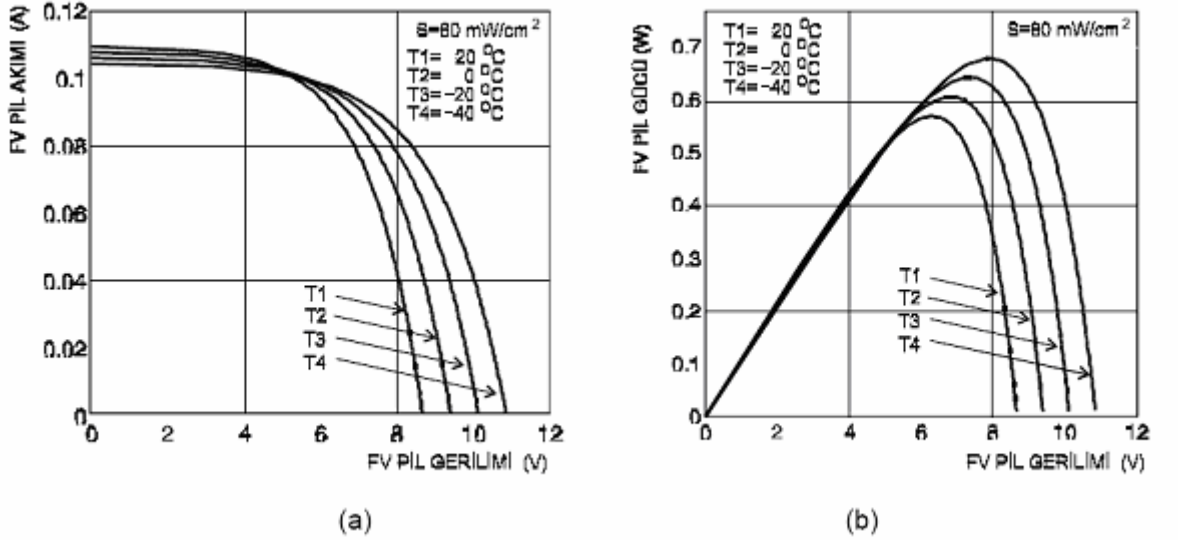 FV PİL AKIMI (A)
0.12
0.1
0.08
0.06
0.04
0.02
0
S=80 mW/cm²
T1= 20 °C
T2= 0 °C
T3=-20 °C
T4=-40 °C
T1
T2
T3
T4
0 2 4 6 8 10 12
FV PİL GERİLİMİ (V)
(a)
FV PİL GÜCÜ (W)
0.7
0.6
0.5
0.4
0.3
0.2
0.1
0
T1= 20 °C
T2= 0 °C
T3=-20 °C
T4=-40 °C
S=80 mW/cm²
T1
T2
T3
T4
0 2 4 6 8 10 12
FV PİL GERİLİMİ (V)
(b)